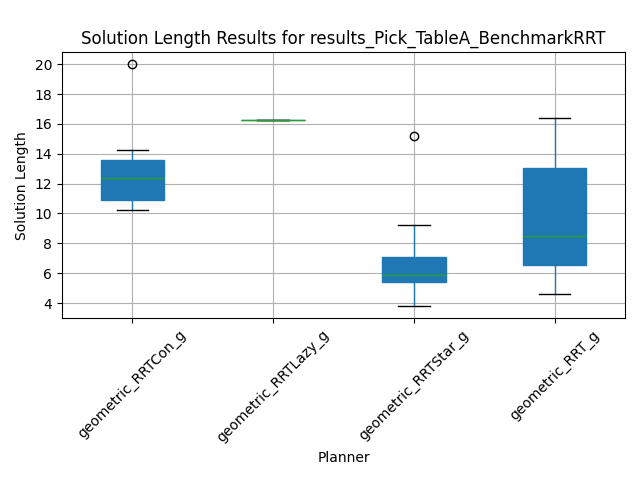 Solution Length Results for results_Pick_TableA_BenchmarkRRT
20
18
16
14
12
10
8
6
4
Solution Length
geometric_RRTCon_g
geometric_RRTLazy_g
geometric_RRTStar_g
geometric_RRT_g
Planner